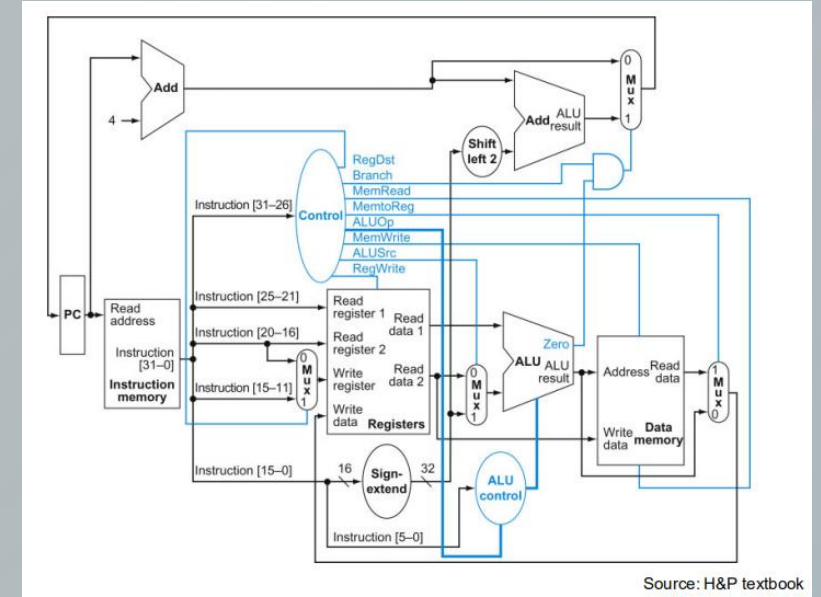 Add
4
0
M
u
x
1
Add
ALU
result
Shift
left 2
RegDst
Branch
MemRead
MemtoReg
ALUOp
MemWrite
ALUSrc
RegWrite
Control
Instruction [31–26]
Instruction [25–21]
Instruction [20–16]
Instruction [15–11]
Instruction [15–0]
Instruction [5–0]
PC
Read
address
Instruction
[31–0]
Instruction
memory
0
M
u
x
1
Read
register 1
Read
register 2
Write
register
Write
data
Read
data 1
Read
data 2
Registers
16
Sign-
extend
32
0
M
u
x
1
Zero
ALU
ALU
result
ALU
control
Address
Read
data
Write
data
Data
memory
1
M
u
x
0
Source: H&P textbook